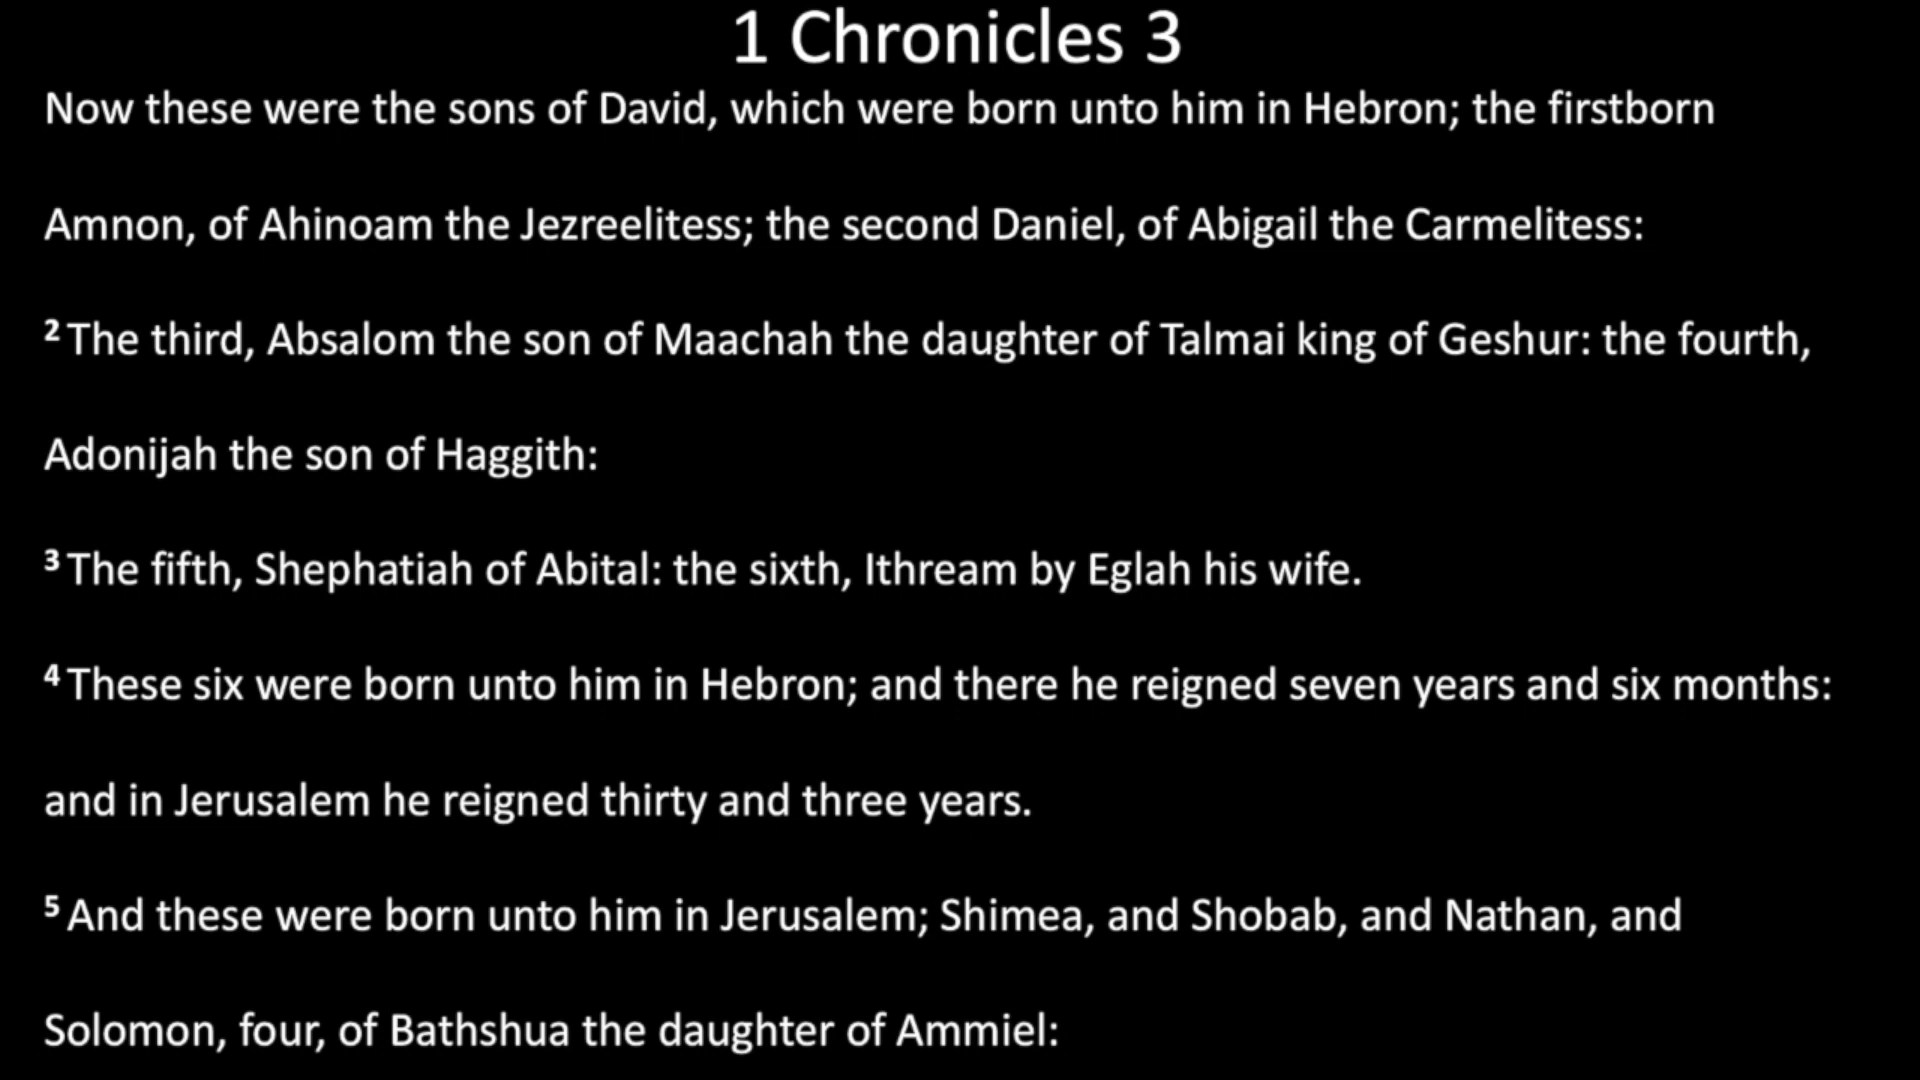 1 Chronicles 3
Now these were the sons of David, which were born unto him in Hebron; the firstborn
Amnon, of Ahinoam the Jezreelitess; the second Daniel, of Abigail the Carmelitess:
2 The third, Absalom the son of Maachah the daughter of Talmai king of Geshur: the fourth,
Adonijah the son of Haggith:
3 The fifth, Shephatiah of Abital: the sixth, Ithream by Eglah his wife.
4 These six were born unto him in Hebron; and there he reigned seven years and six months:
and in Jerusalem he reigned thirty and three years.
5 And these were born unto him in Jerusalem; Shimea, and Shobab, and Nathan, and
Solomon, four, of Bathshua the daughter of Ammiel: